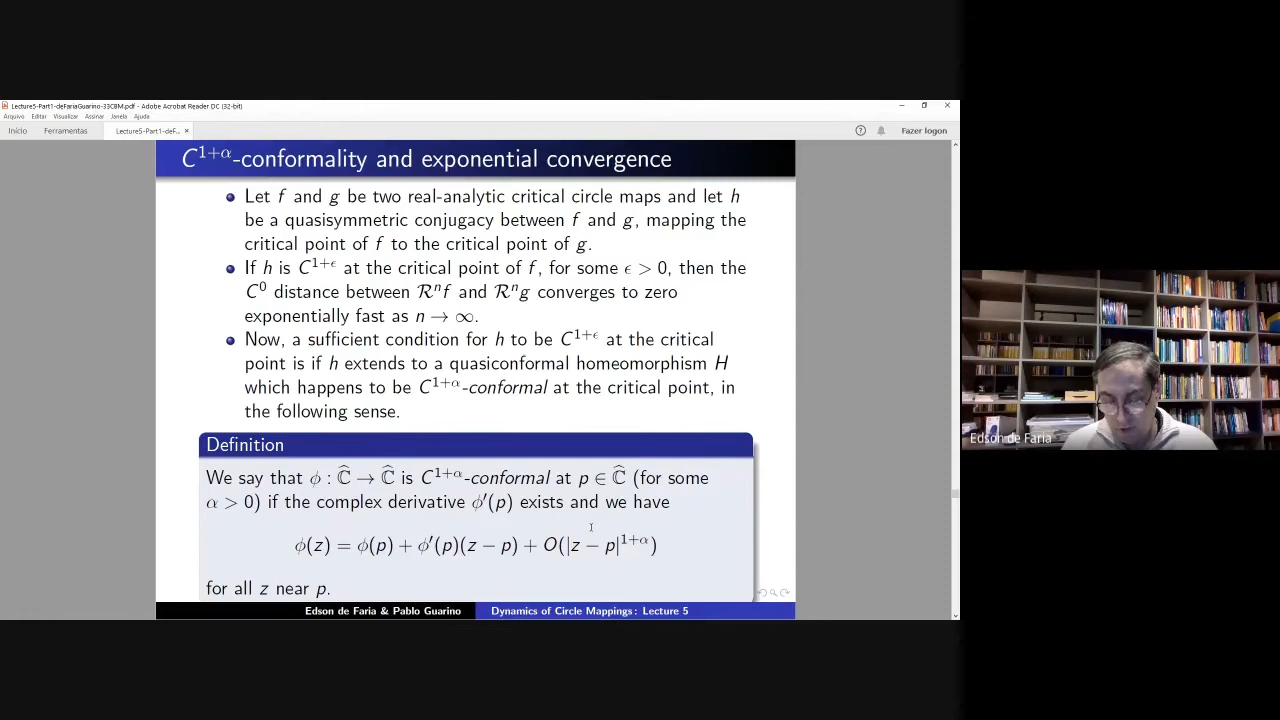 Lecture5-Part1-deFariaGuarino-33CBM.pdf - Adobe Acrobat Reader DC (32-bit)
Arquivo Editar Visualizar Assinar Janela Ajuda
Início Ferramentas Lecture5-Part1-deF... × Fazer logon
C^{1+α}-conformality and exponential convergence
Let f and g be two real-analytic critical circle maps and let h
be a quasisymmetric conjugacy between f and g, mapping the
critical point of f to the critical point of g.
If h is C^{1+ϵ} at the critical point of f, for some ϵ > 0, then the
C^0 distance between ℛ^n f and ℛ^n g converges to zero
exponentially fast as n → ∞.
Now, a sufficient condition for h to be C^{1+ϵ} at the critical
point is if h extends to a quasiconformal homeomorphism H
which happens to be C^{1+α}-conformal at the critical point, in
the following sense.
Definition
We say that ϕ : ℂ̂ → ℂ̂ is C^{1+α}-conformal at p ∈ ℂ̂ (for some
α > 0) if the complex derivative ϕ′(p) exists and we have
ϕ(z) = ϕ(p) + ϕ′(p)(z − p) + O(|z − p|^{1+α})
for all z near p.
Edson de Faria & Pablo Guarino Dynamics of Circle Mappings: Lecture 5
Edson de Faria